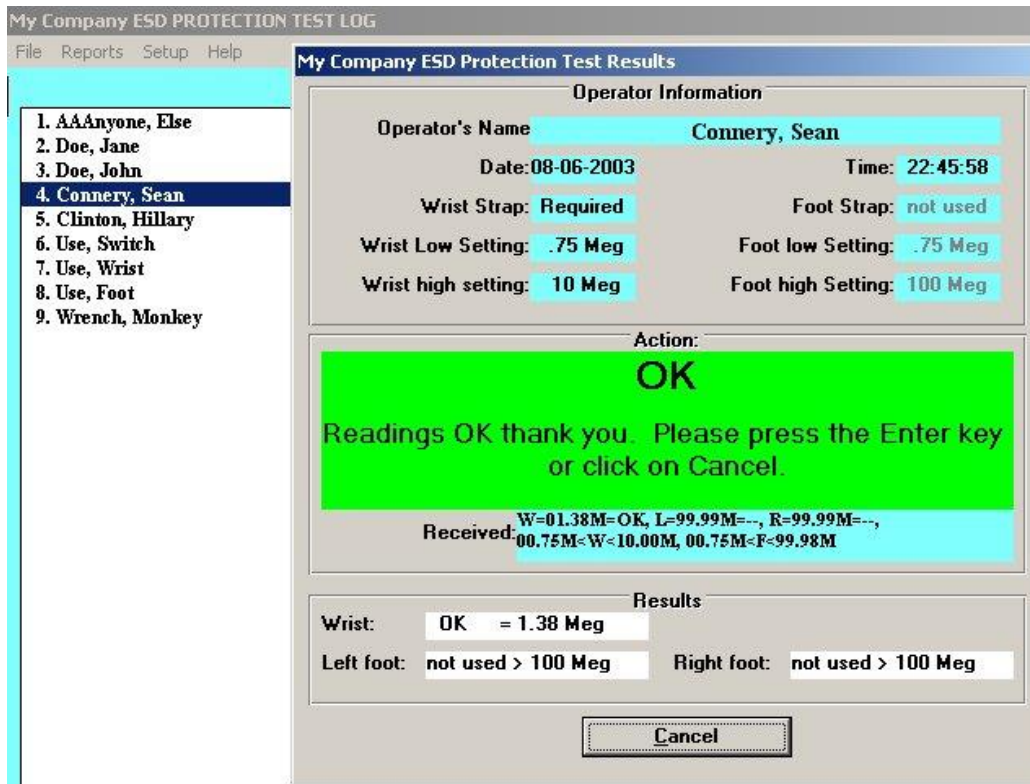 My Company ESD PROTECTION TEST LOG
File Reports Setup Help
1. AAAnyone, Else
2. Doe, Jane
3. Doe, John
4. Connery, Sean
5. Clinton, Hillary
6. Use, Switch
7. Use, Wrist
8. Use, Foot
9. Wrench, Monkey
My Company ESD Protection Test Results
Operator Information
Operator's Name Connery, Sean
Date: 08-06-2003 Time: 22:45:58
Wrist Strap: Required Foot Strap: not used
Wrist Low Setting: .75 Meg Foot low Setting: .75 Meg
Wrist high setting: 10 Meg Foot high Setting: 100 Meg
Action:
OK
Readings OK thank you. Please press the Enter key
or click on Cancel.
Received: W=01.38M=OK, L=99.99M=--, R=99.99M=--,
00.75M<W<10.00M, 00.75M<F<99.98M
Results
Wrist: OK = 1.38 Meg
Left foot: not used > 100 Meg Right foot: not used > 100 Meg
Cancel